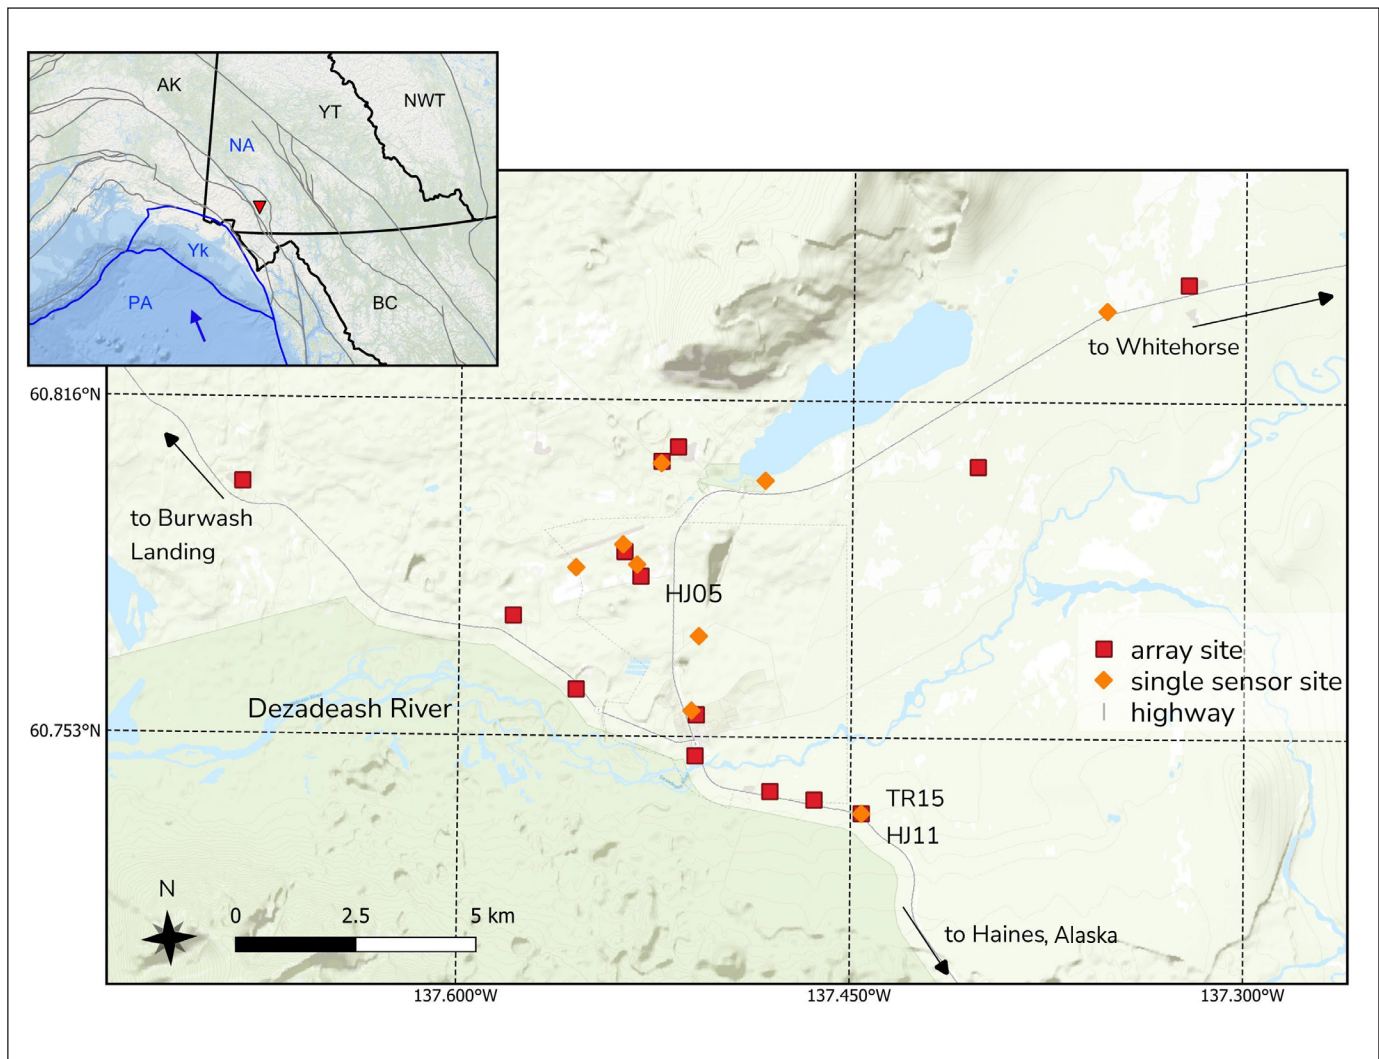 AK
YT
NWT
NA
Yk
PA
BC
to Whitehorse
60.816°N
to Burwash
Landing
HJ05
array site
single sensor site
highway
Dezadeash River
60.753°N
TR15
HJ11
N
0 2.5 5 km
to Haines, Alaska
137.600°W 137.450°W 137.300°W